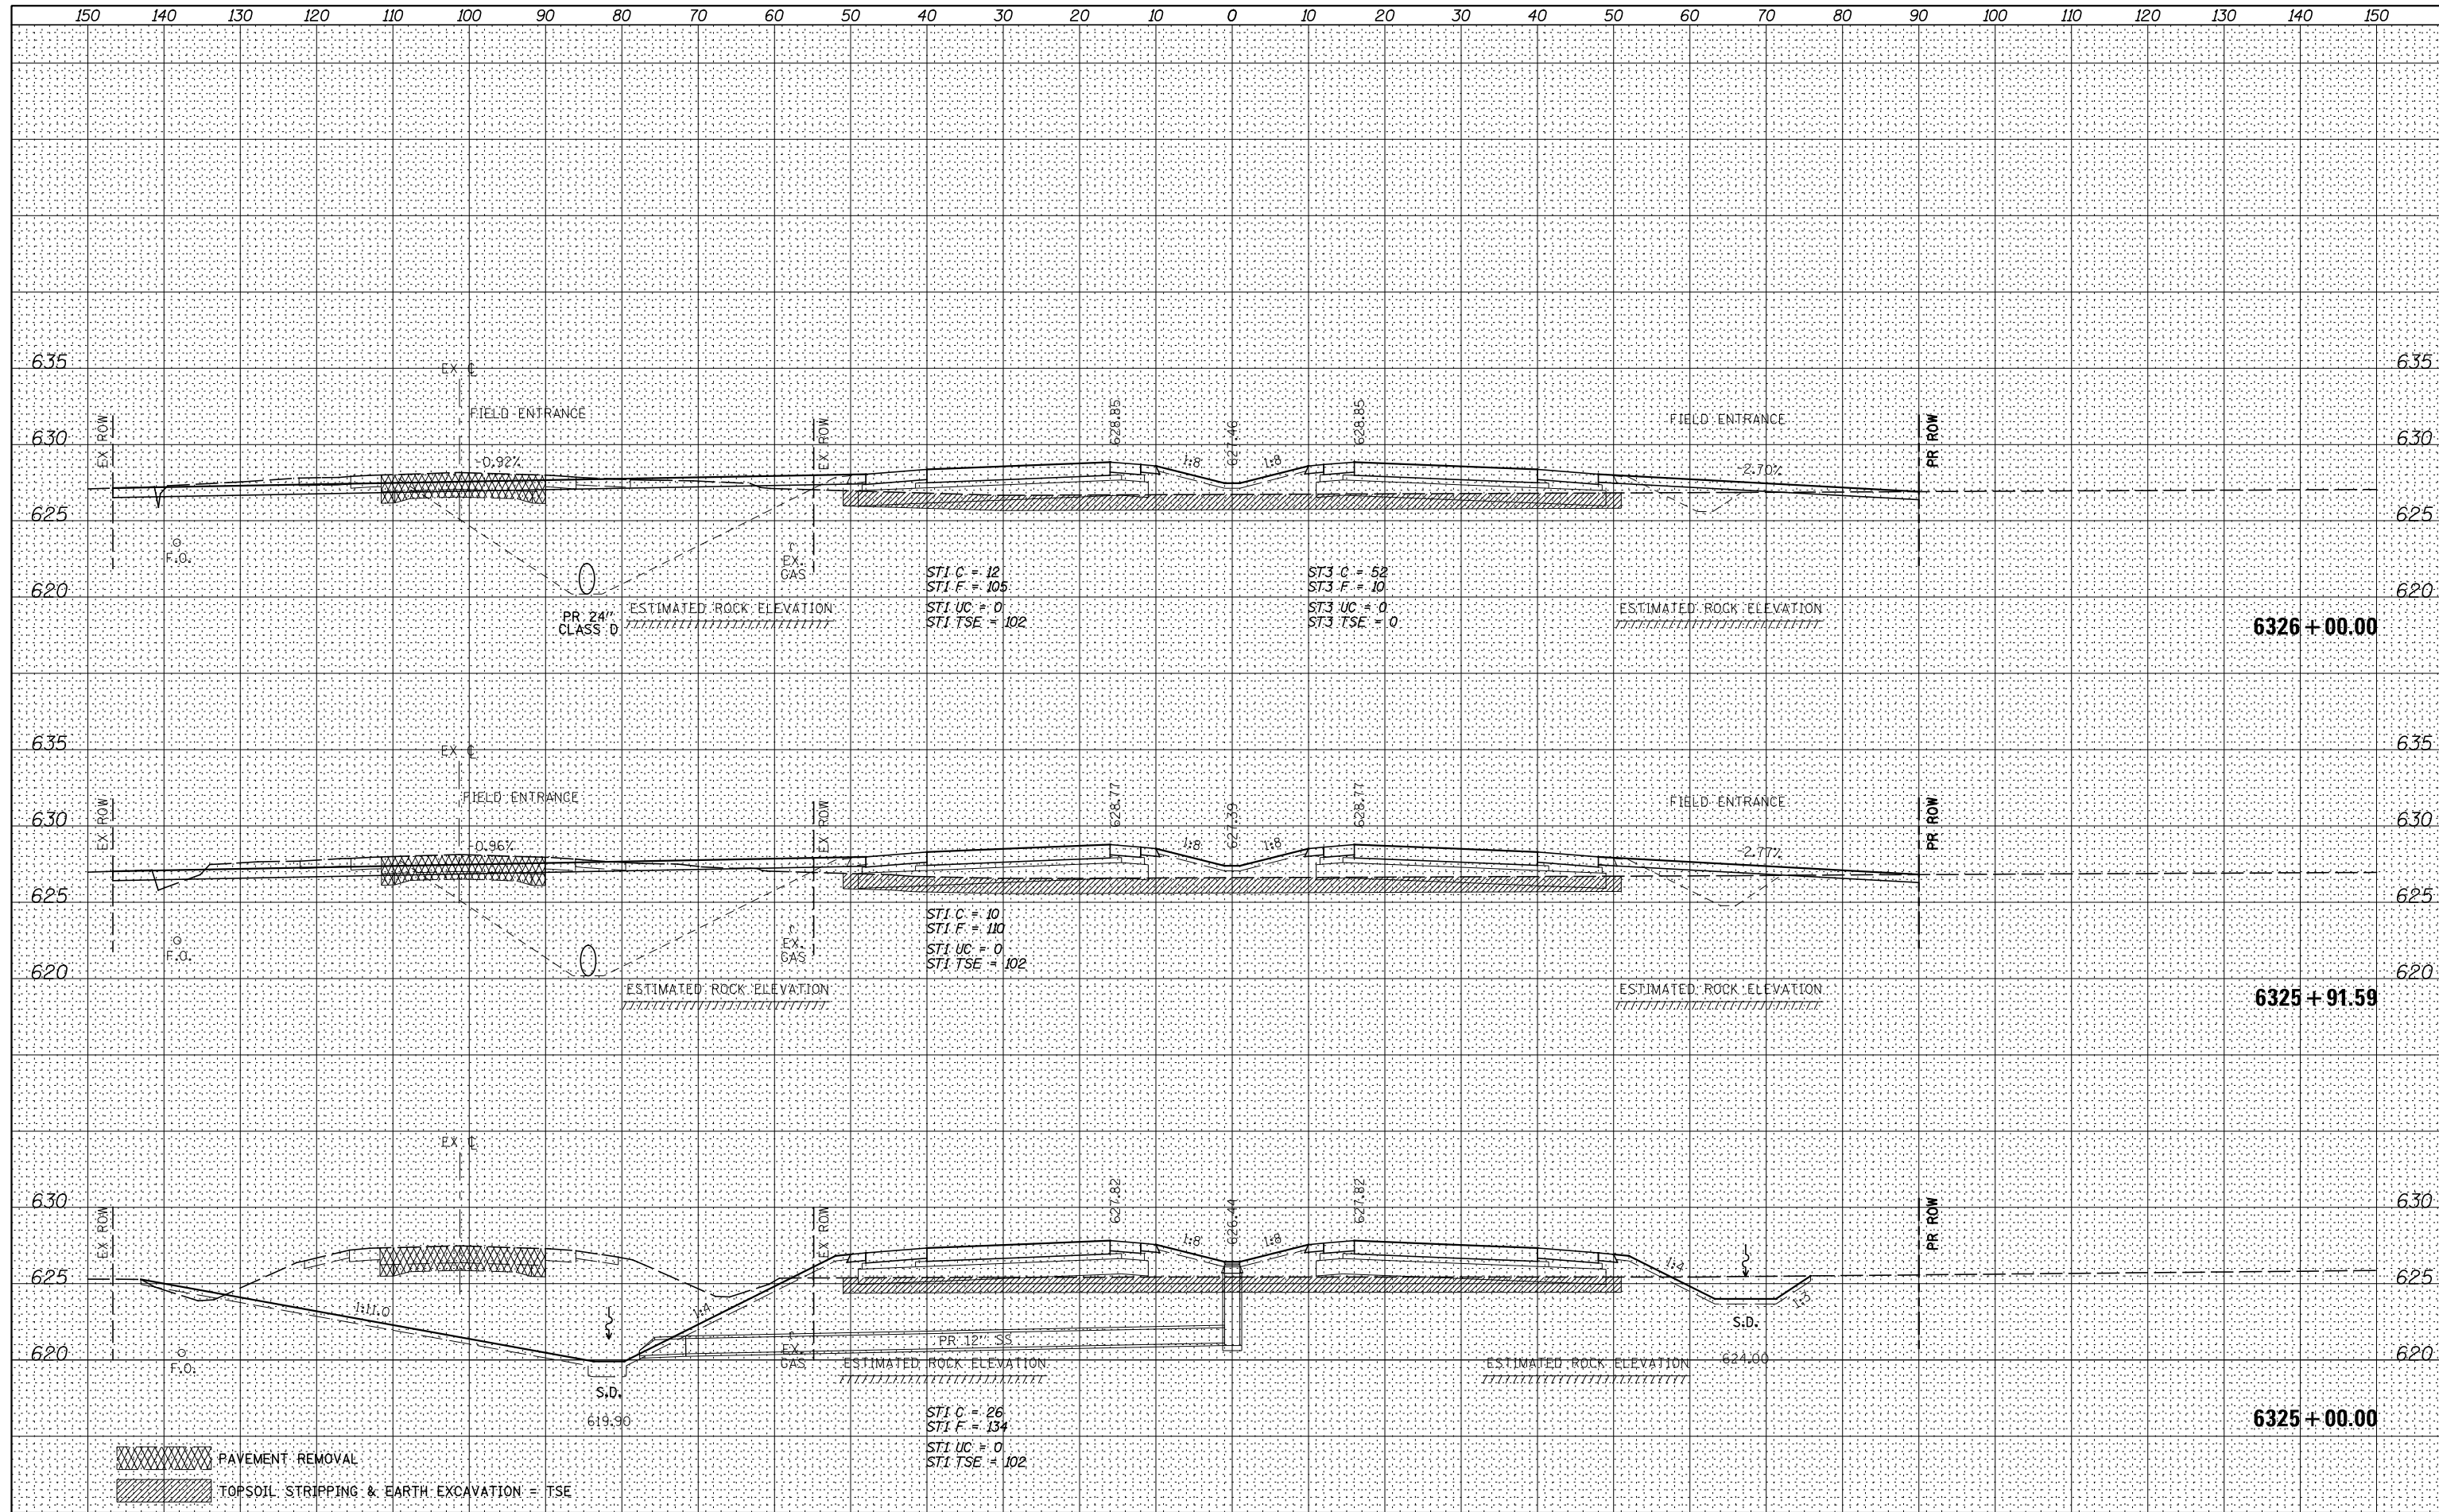 150 140 130 120 110 100 90 80 70 60 50 40 30 20 10 0 10 20 30 40 50 60 70 80 90 100 110 120 130 140 150
635 635
EX ℄
FIELD ENTRANCE
FIELD ENTRANCE
EX ROW
EX ROW
628.85
627.46
628.85
PR ROW
630 630
-0.92%
1:8
1:8
-2.70%
625 625
F.O.
EX.
GAS
ST1 C = 12
ST1 F = 105
ST1 UC = 0
ST1 TSE = 102
ST3 C = 52
ST3 F = 10
ST3 UC = 0
ST3 TSE = 0
620 620
PR 24"
CLASS D
ESTIMATED ROCK ELEVATION
ESTIMATED ROCK ELEVATION
6326+00.00
635 635
EX ℄
FIELD ENTRANCE
FIELD ENTRANCE
EX ROW
EX ROW
628.77
627.39
628.77
PR ROW
630 630
-0.96%
1:8
1:8
-2.77%
625 625
F.O.
EX.
GAS
ST1 C = 10
ST1 F = 110
ST1 UC = 0
ST1 TSE = 102
620 620
ESTIMATED ROCK ELEVATION
ESTIMATED ROCK ELEVATION
6325+91.59
EX ℄
630 630
EX ROW
EX ROW
627.82
626.44
627.82
PR ROW
1:8
1:8
1:4
625 625
1:11.0
1:4
1:3
S.D.
PR 12" SS
620 620
F.O.
EX.
GAS
ESTIMATED ROCK ELEVATION
ESTIMATED ROCK ELEVATION
624.00
S.D.
619.90
ST1 C = 26
ST1 F = 134
ST1 UC = 0
ST1 TSE = 102
6325+00.00
PAVEMENT REMOVAL
TOPSOIL STRIPPING & EARTH EXCAVATION = TSE